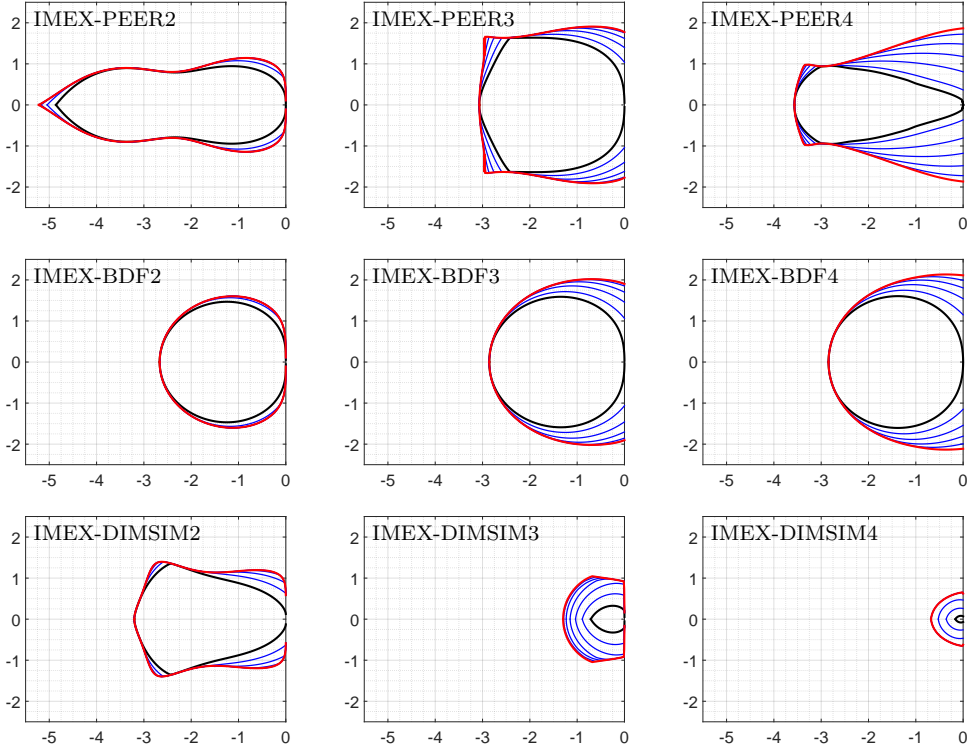 IMEX-PEER2 IMEX-PEER3 IMEX-PEER4
2 2 2
1 1 1
0 0 0
-1 -1 -1
-2 -2 -2
-5 -4 -3 -2 -1 0 -5 -4 -3 -2 -1 0 -5 -4 -3 -2 -1 0
IMEX-BDF2 IMEX-BDF3 IMEX-BDF4
2 2 2
1 1 1
0 0 0
-1 -1 -1
-2 -2 -2
-5 -4 -3 -2 -1 0 -5 -4 -3 -2 -1 0 -5 -4 -3 -2 -1 0
IMEX-DIMSIM2 IMEX-DIMSIM3 IMEX-DIMSIM4
2 2 2
1 1 1
0 0 0
-1 -1 -1
-2 -2 -2
-5 -4 -3 -2 -1 0 -5 -4 -3 -2 -1 0 -5 -4 -3 -2 -1 0